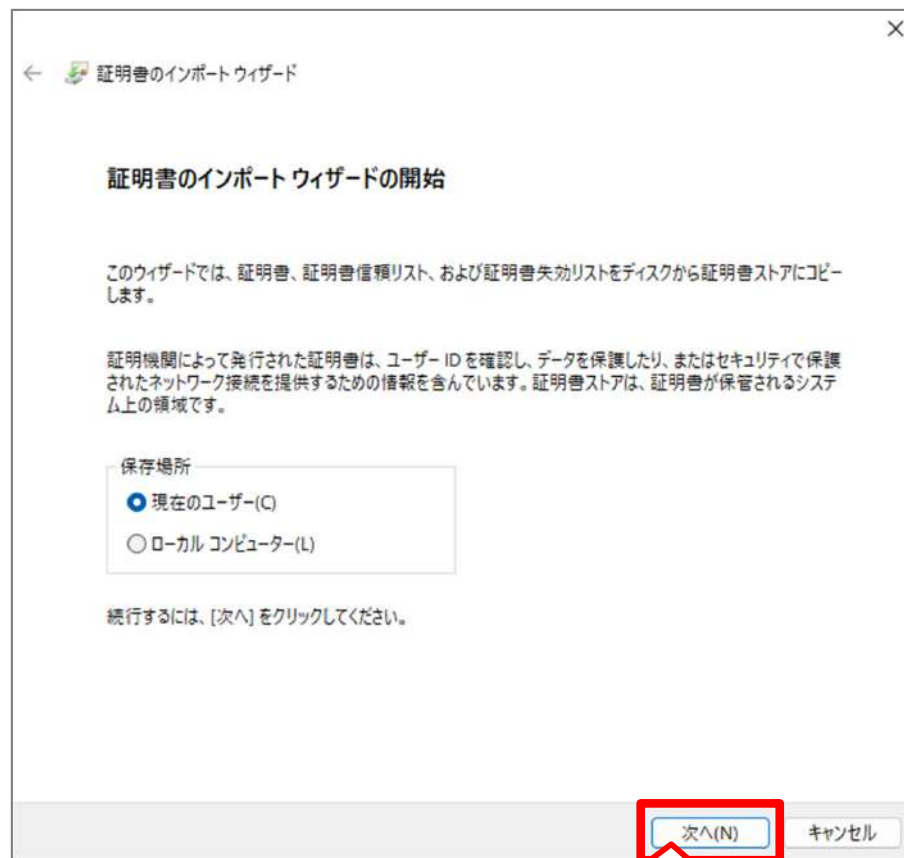 証明書のインポート ウィザード
証明書のインポート ウィザードの開始
このウィザードでは、証明書、証明書信頼リスト、および証明書失効リストをディスクから証明書ストアにコピー
します。
証明機関によって発行された証明書は、ユーザー ID を確認し、データを保護したり、またはセキュリティで保護
されたネットワーク接続を提供するための情報を含んでいます。証明書ストアは、証明書が保管されるシステ
ム上の領域です。
保存場所
現在のユーザー(C)
ローカル コンピューター(L)
続行するには、[次へ] をクリックしてください。
次へ(N) キャンセル